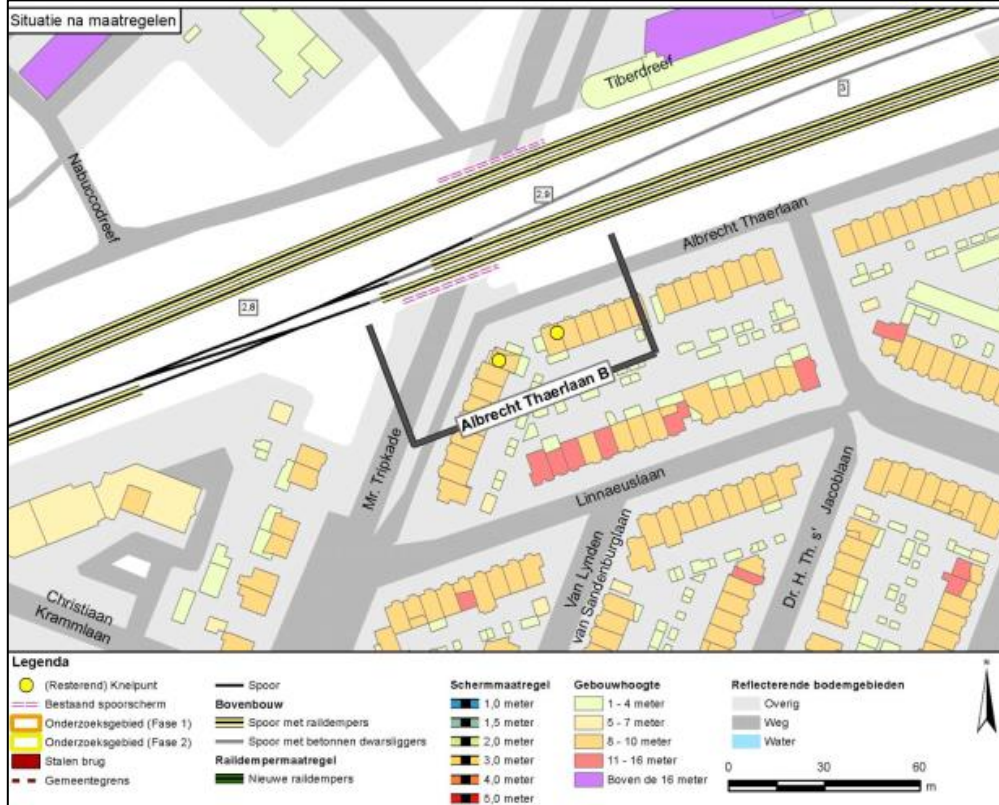 Situatie na maatregelen
Tiberdreef
3
Nabuccodreef
2,9
Albrecht Thaerlaan
2,8
Albrecht Thaerlaan B
Mr. Tripkade
Linnaeuslaan
Van Lynden
van Sandenburglaan
Dr. H. Th. s' Jacoblaan
Christiaan
Krammlaan
Legenda
(Resterend) Knelpunt
Bestaand spoorscherm
Onderzoeksgebied (Fase 1)
Onderzoeksgebied (Fase 2)
Stalen brug
Gemeentegrens
Spoor
Bovenbouw
Spoor met raildempers
Spoor met betonnen dwarsliggers
Raildempermaatregel
Nieuwe raildempers
Schermmaatregel
1,0 meter
1,5 meter
2,0 meter
3,0 meter
4,0 meter
5,0 meter
Gebouwhoogte
1 - 4 meter
5 - 7 meter
8 - 10 meter
11 - 16 meter
Boven de 16 meter
Reflecterende bodemgebieden
Overig
Weg
Water
N
0 30 60
m